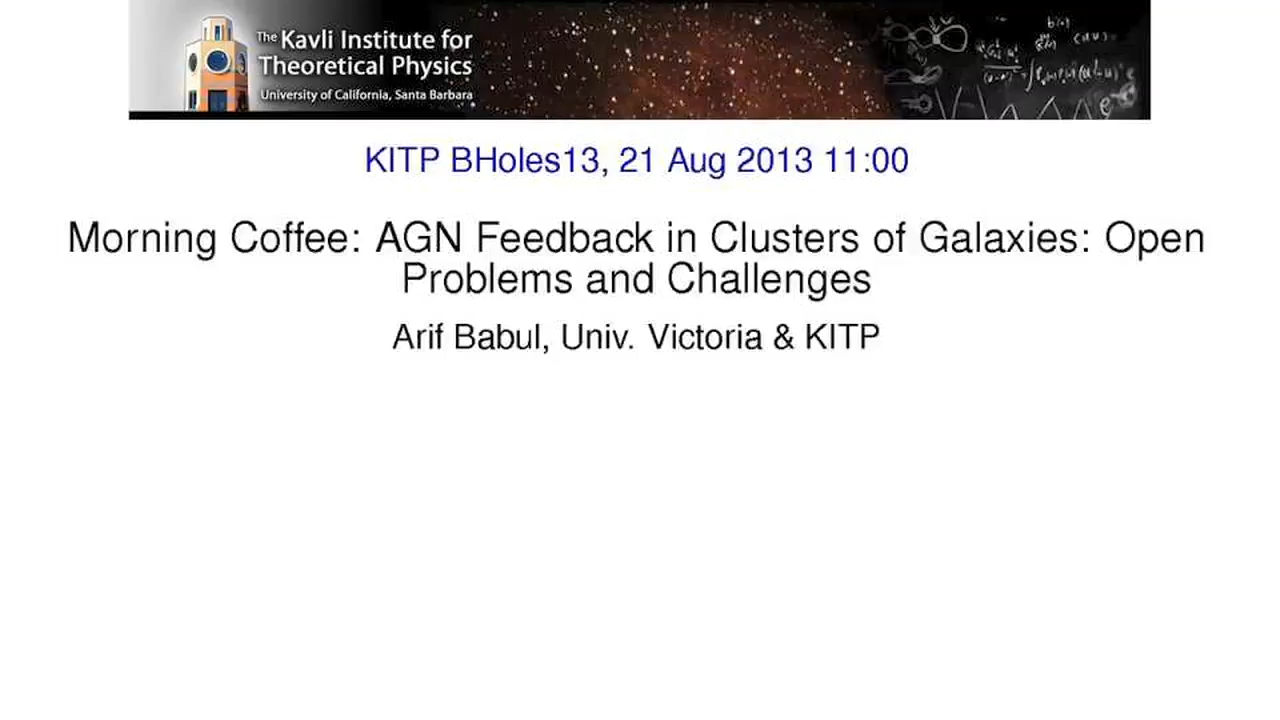 The Kavli Institute for
Theoretical Physics
University of California, Santa Barbara
KITP BHoles13, 21 Aug 2013 11:00
Morning Coffee: AGN Feedback in Clusters of Galaxies: Open
Problems and Challenges
Arif Babul, Univ. Victoria & KITP